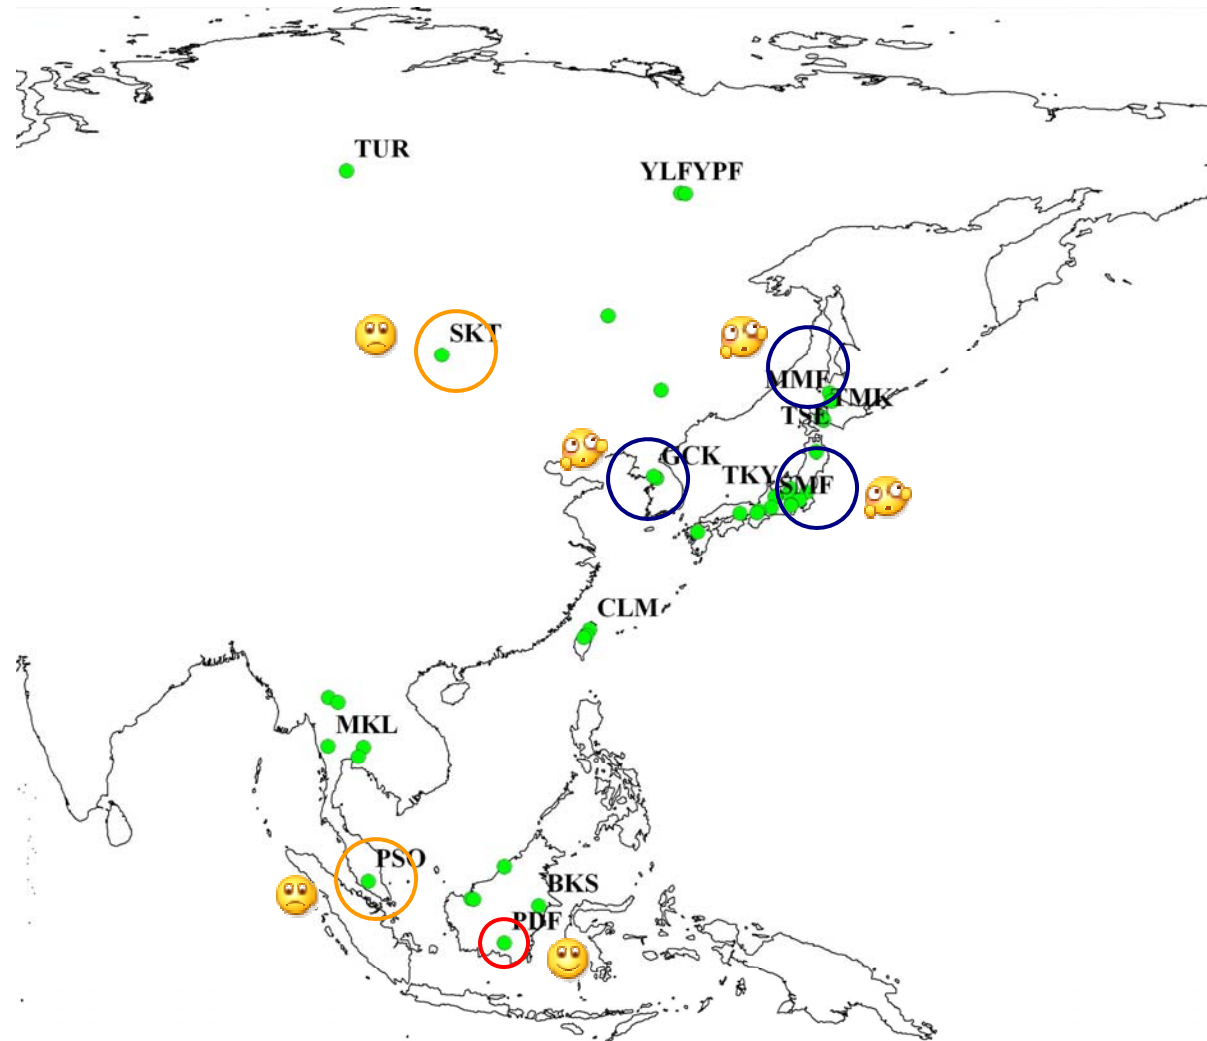 TUR
YLFYPF
SKT
MMF
TMK
TSE
GCK
TKY
SMF
CLM
MKL
PSO
BKS
PDF